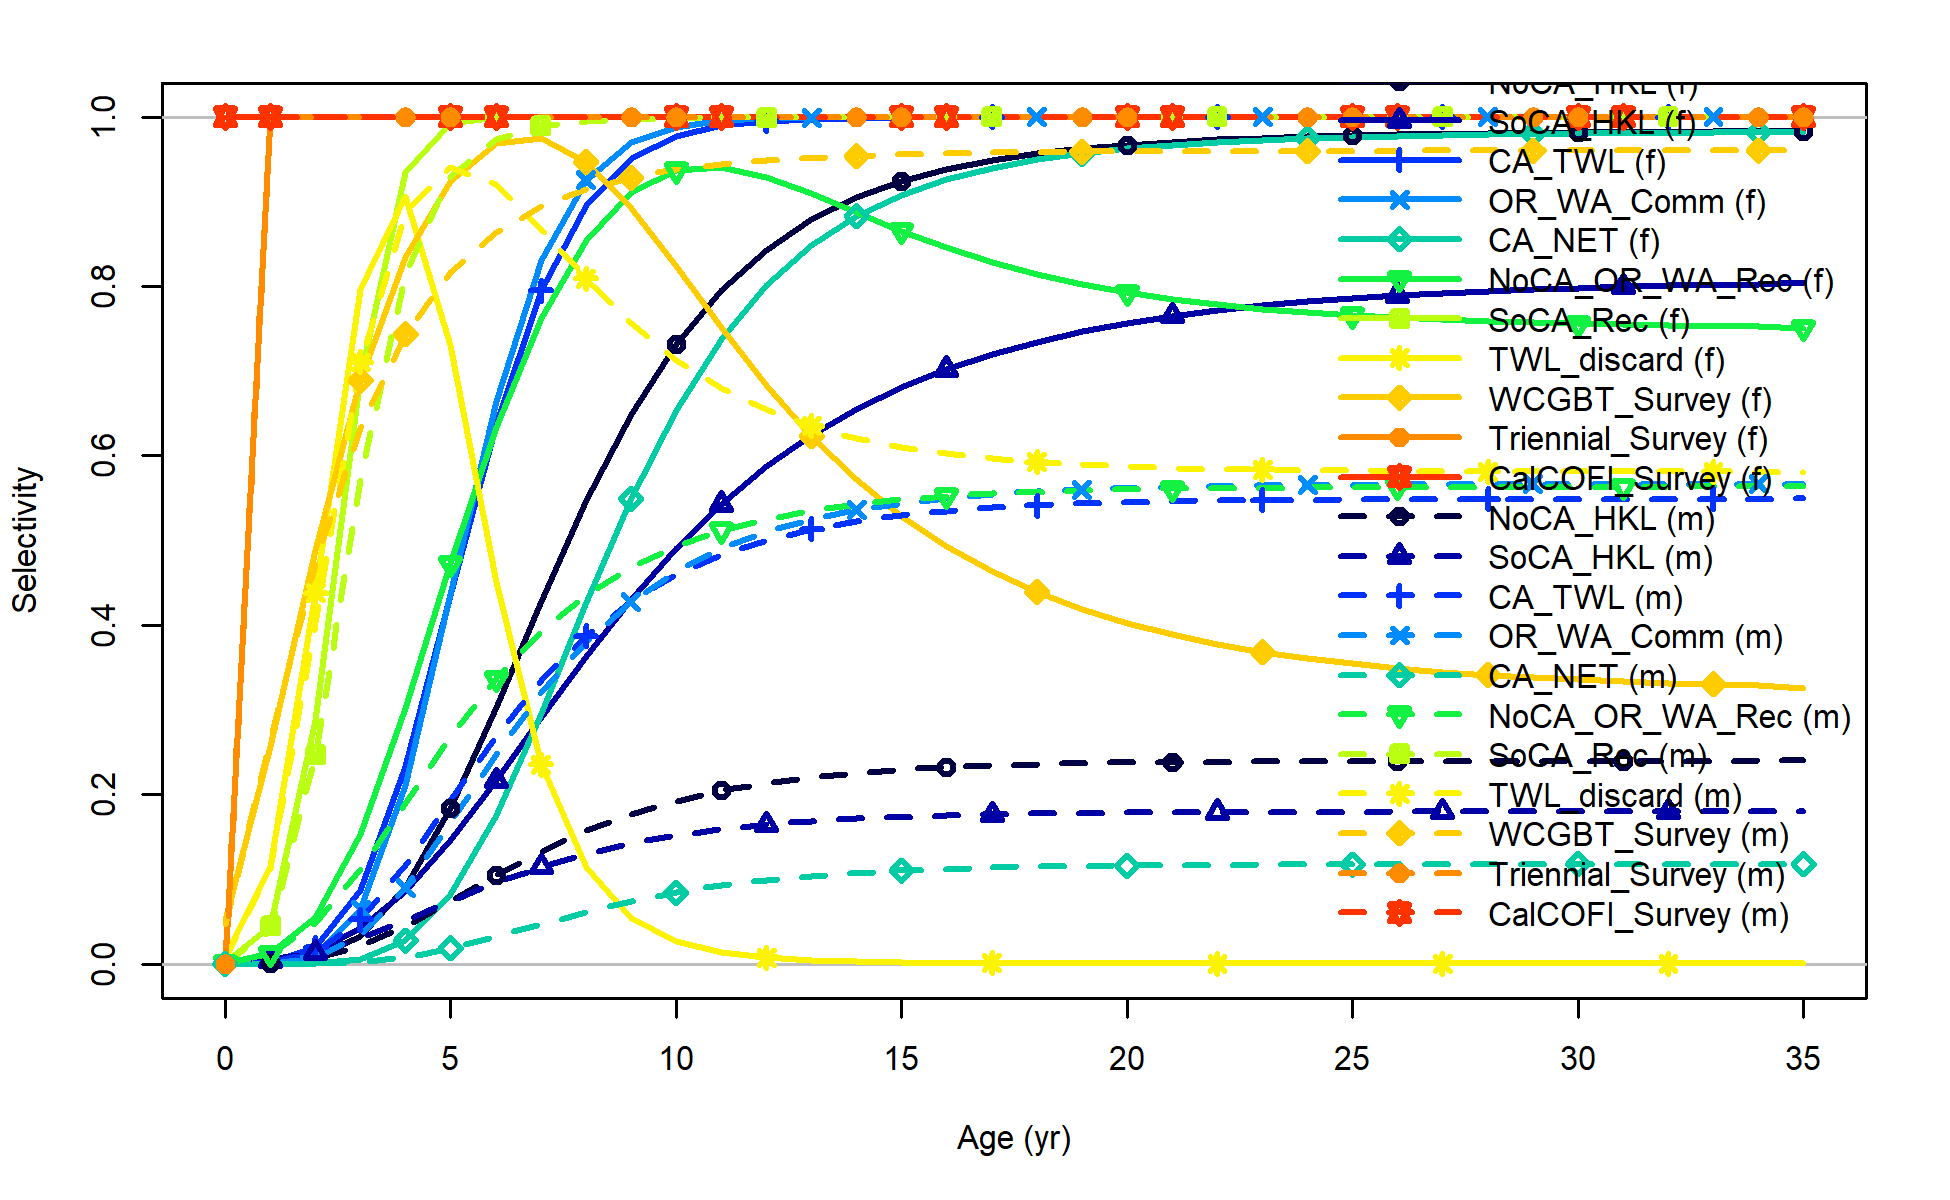 NoCA_HKL (f)
SoCA_HKL (f)
CA_TWL (f)
OR_WA_Comm (f)
CA_NET (f)
NoCA_OR_WA_Rec (f)
SoCA_Rec (f)
TWL_discard (f)
WCGBT_Survey (f)
Triennial_Survey (f)
CalCOFI_Survey (f)
NoCA_HKL (m)
SoCA_HKL (m)
CA_TWL (m)
OR_WA_Comm (m)
CA_NET (m)
NoCA_OR_WA_Rec (m)
SoCA_Rec (m)
TWL_discard (m)
WCGBT_Survey (m)
Triennial_Survey (m)
CalCOFI_Survey (m)
1.0
0.8
0.6
0.4
0.2
0.0
Selectivity
0 5 10 15 20 25 30 35
Age (yr)